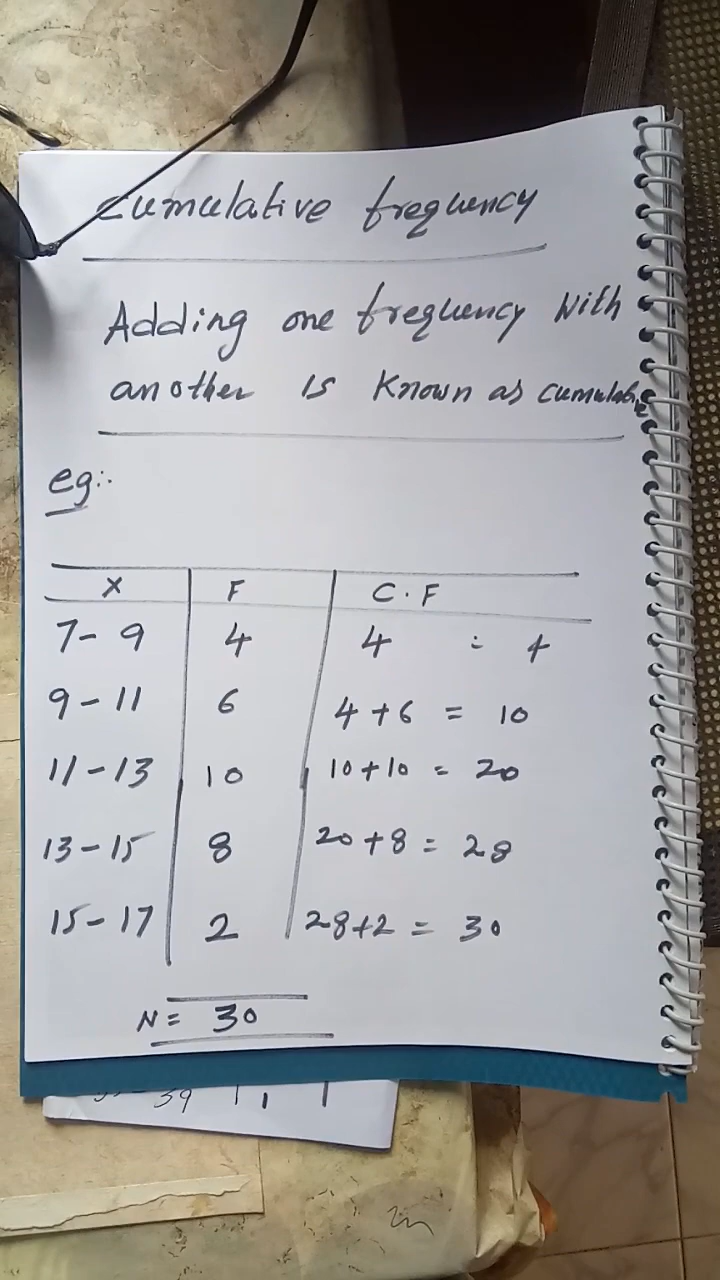 Cumulative frequency
Adding one frequency with
another is known as cumulative
eg:-
X F C.F
7-9 4 4 = 4
9-11 6 4+6 = 10
11-13 10 10+10 = 20
13-15 8 20+8 = 28
15-17 2 28+2 = 30
N= 30
39